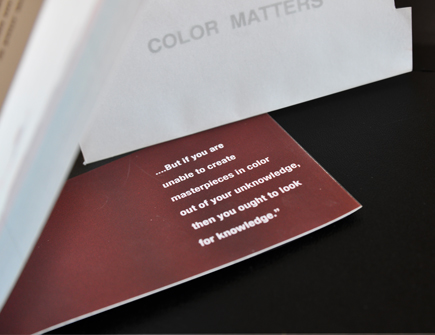 COLOR MATTERS
....But if you are
unable to create
masterpieces in color
out of your unknowledge,
then you ought to look
for knowledge."